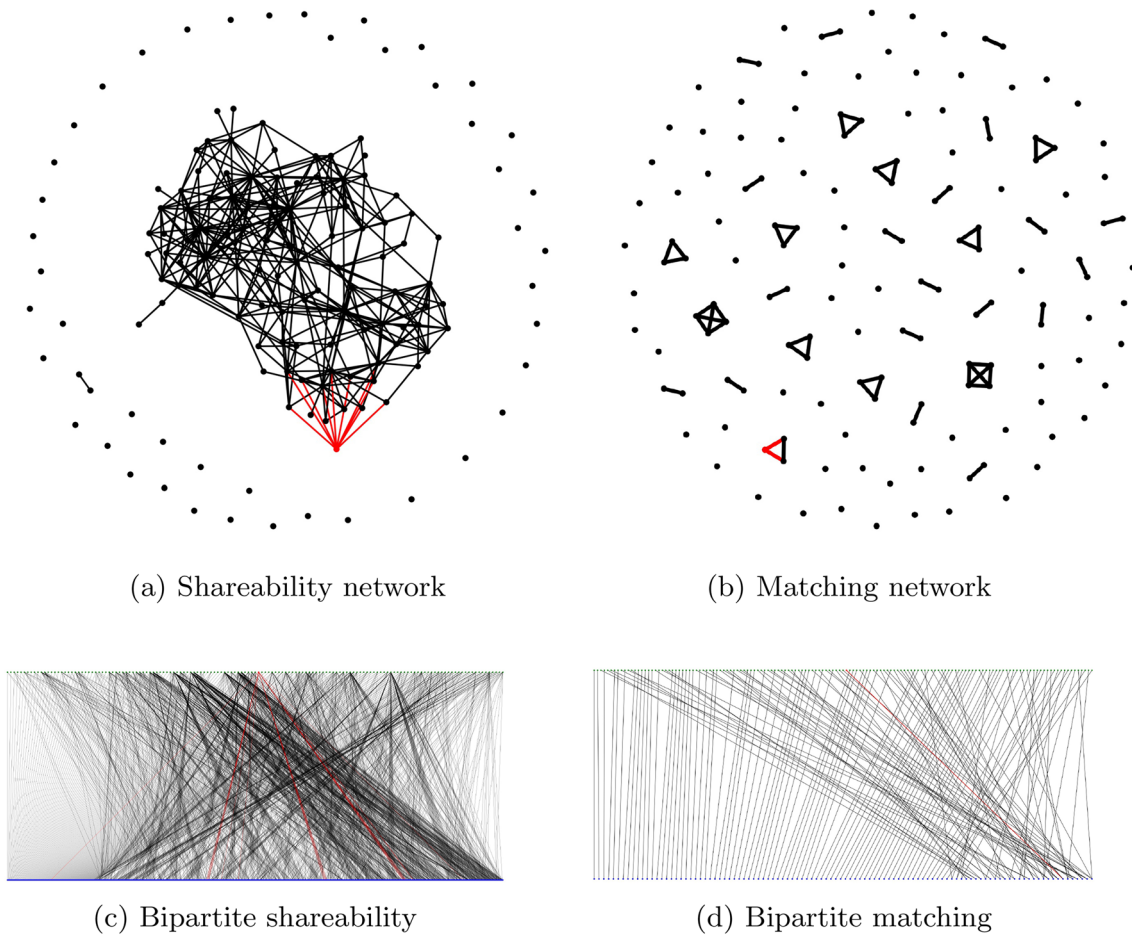 (a) Shareability network
(b) Matching network
(c) Bipartite shareability
(d) Bipartite matching